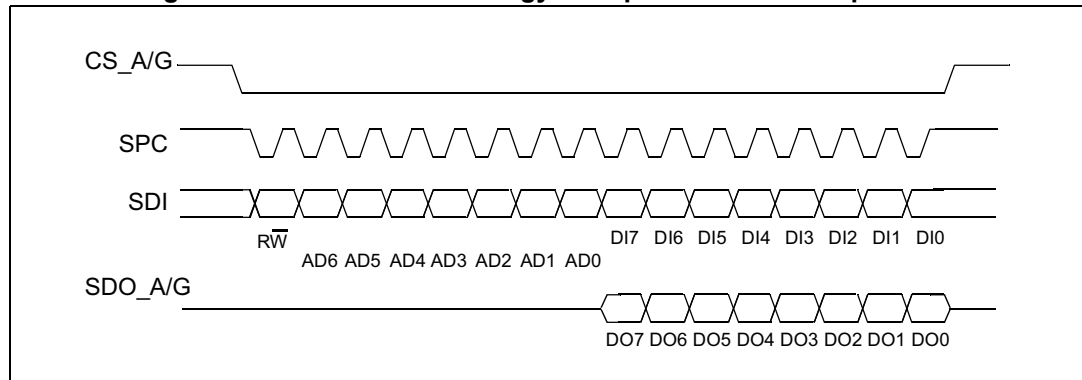 CS_A/G
SPC
SDI
RW̅
DI7 DI6 DI5 DI4 DI3 DI2 DI1 DI0
AD6 AD5 AD4 AD3 AD2 AD1 AD0
SDO_A/G
DO7 DO6 DO5 DO4 DO3 DO2 DO1 DO0